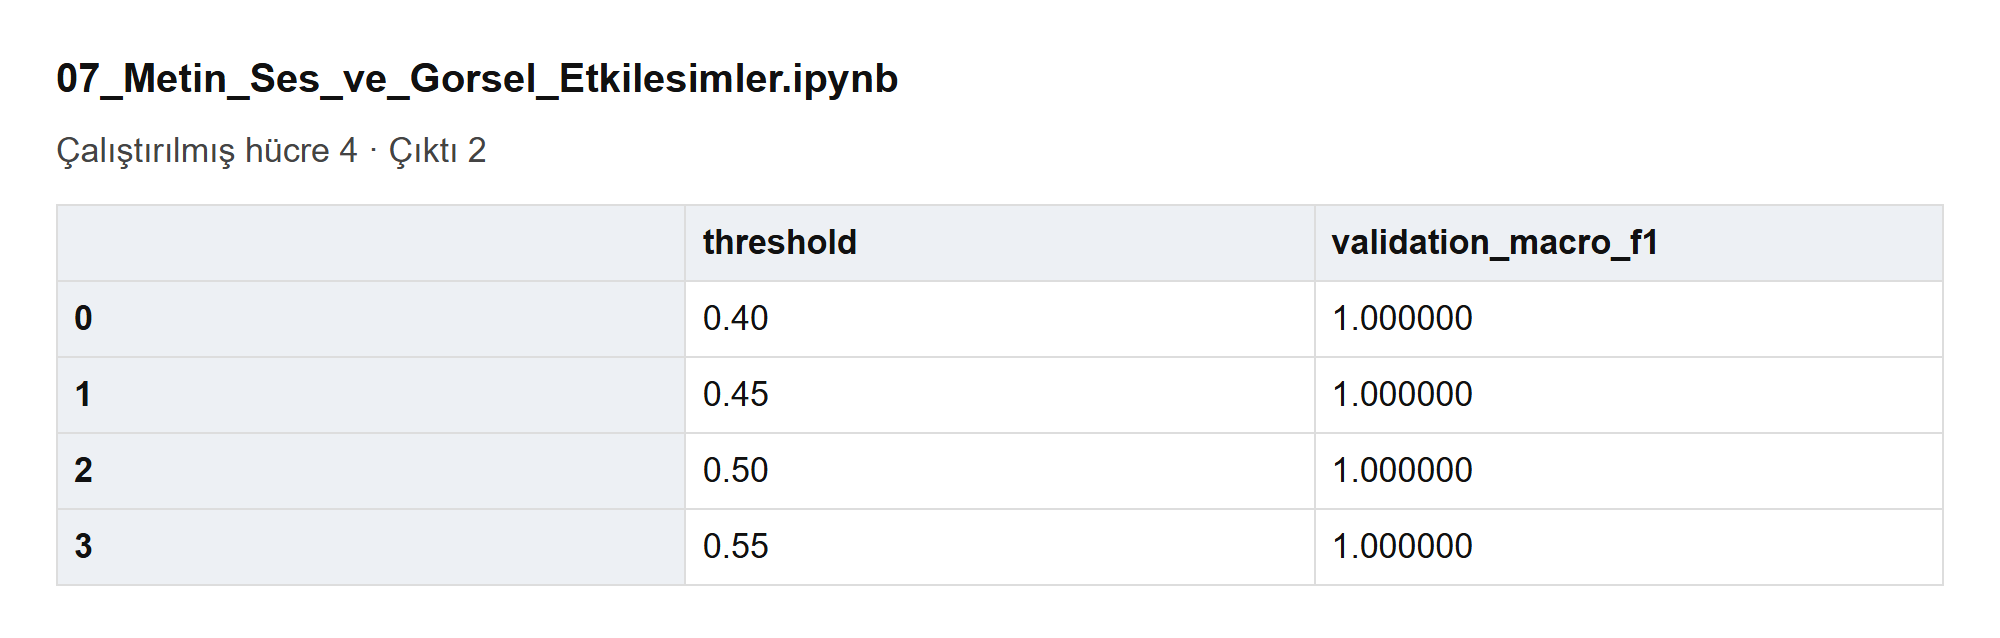 07_Metin_Ses_ve_Gorsel_Etkilesimler.ipynb
Çalıştırılmış hücre 4 · Çıktı 2
threshold validation_macro_f1
0 0.40 1.000000
1 0.45 1.000000
2 0.50 1.000000
3 0.55 1.000000